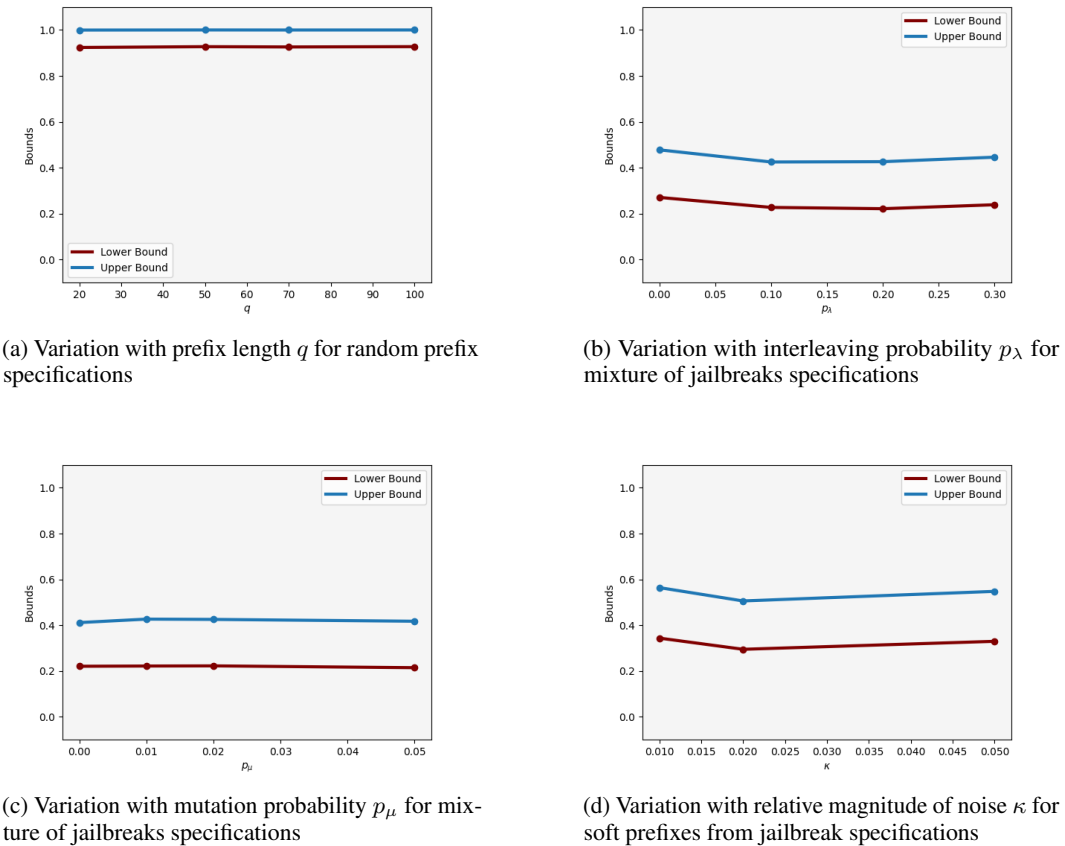 1.0
0.8
0.6
0.4
0.2
0.0
Bounds
Lower Bound
Upper Bound
20 30 40 50 60 70 80 90 100
q
(a) Variation with prefix length q for random prefix
specifications
1.0
0.8
0.6
0.4
0.2
0.0
Bounds
Lower Bound
Upper Bound
0.00 0.05 0.10 0.15 0.20 0.25 0.30
pλ
(b) Variation with interleaving probability pλ for
mixture of jailbreaks specifications
1.0
0.8
0.6
0.4
0.2
0.0
Bounds
Lower Bound
Upper Bound
0.00 0.01 0.02 0.03 0.04 0.05
pμ
(c) Variation with mutation probability pμ for mix-
ture of jailbreaks specifications
1.0
0.8
0.6
0.4
0.2
0.0
Bounds
Lower Bound
Upper Bound
0.010 0.015 0.020 0.025 0.030 0.035 0.040 0.045 0.050
κ
(d) Variation with relative magnitude of noise κ for
soft prefixes from jailbreak specifications